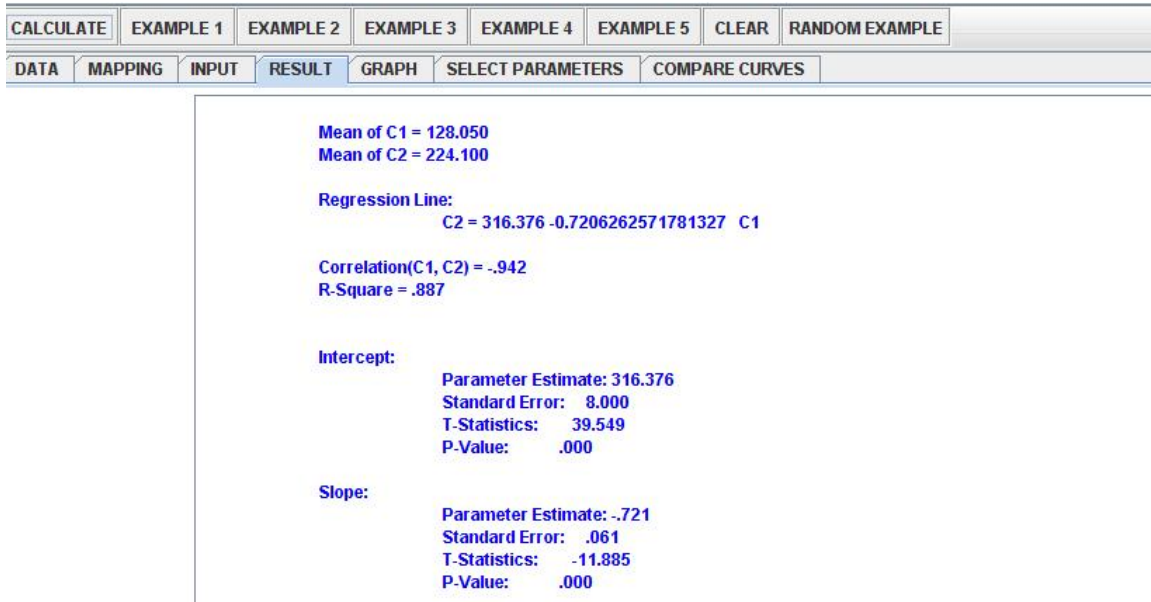 CALCULATE EXAMPLE 1 EXAMPLE 2 EXAMPLE 3 EXAMPLE 4 EXAMPLE 5 CLEAR RANDOM EXAMPLE
DATA MAPPING INPUT RESULT GRAPH SELECT PARAMETERS COMPARE CURVES
Mean of C1 = 128.050
Mean of C2 = 224.100
Regression Line:
C2 = 316.376 -0.7206262571781327 C1
Correlation(C1, C2) = -.942
R-Square = .887
Intercept:
Parameter Estimate: 316.376
Standard Error: 8.000
T-Statistics: 39.549
P-Value: .000
Slope:
Parameter Estimate: -.721
Standard Error: .061
T-Statistics: -11.885
P-Value: .000